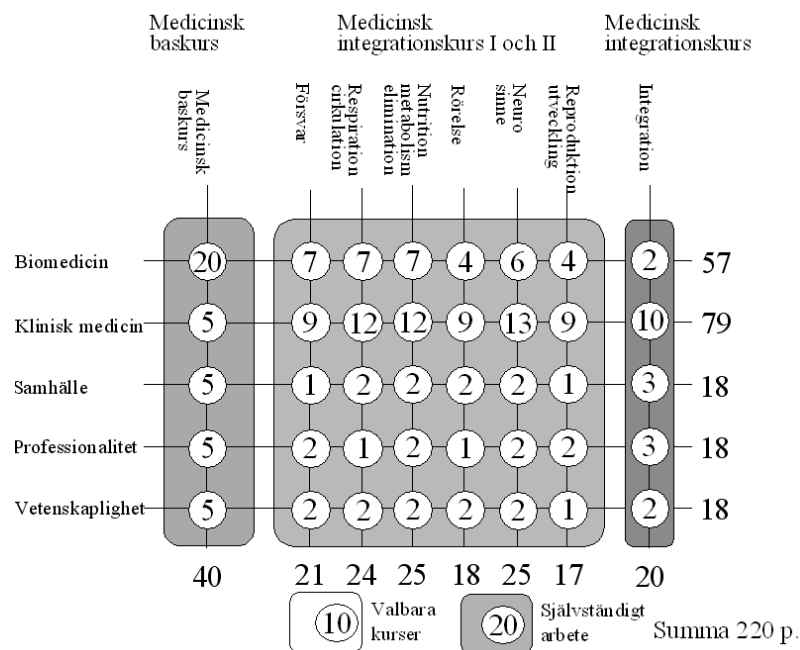 Medicinsk
baskurs
Medicinsk
integrationskurs I och II
Medicinsk
integrationskurs
Medicinsk
baskurs
Försvar
Respiration
cirkulation
Nutrition
metabolism
elimination
Rörelse
Neuro
sinne
Reproduktion
utveckling
Integration
Biomedicin 20 7 7 7 4 6 4 2 57
Klinisk medicin 5 9 12 12 9 13 9 10 79
Samhälle 5 1 2 2 2 2 1 3 18
Professionalitet 5 2 1 2 1 2 2 3 18
Vetenskaplighet 5 2 2 2 2 2 1 2 18
40 21 24 25 18 25 17 20
10 Valbara
kurser
20 Självständigt
arbete
Summa 220 p.